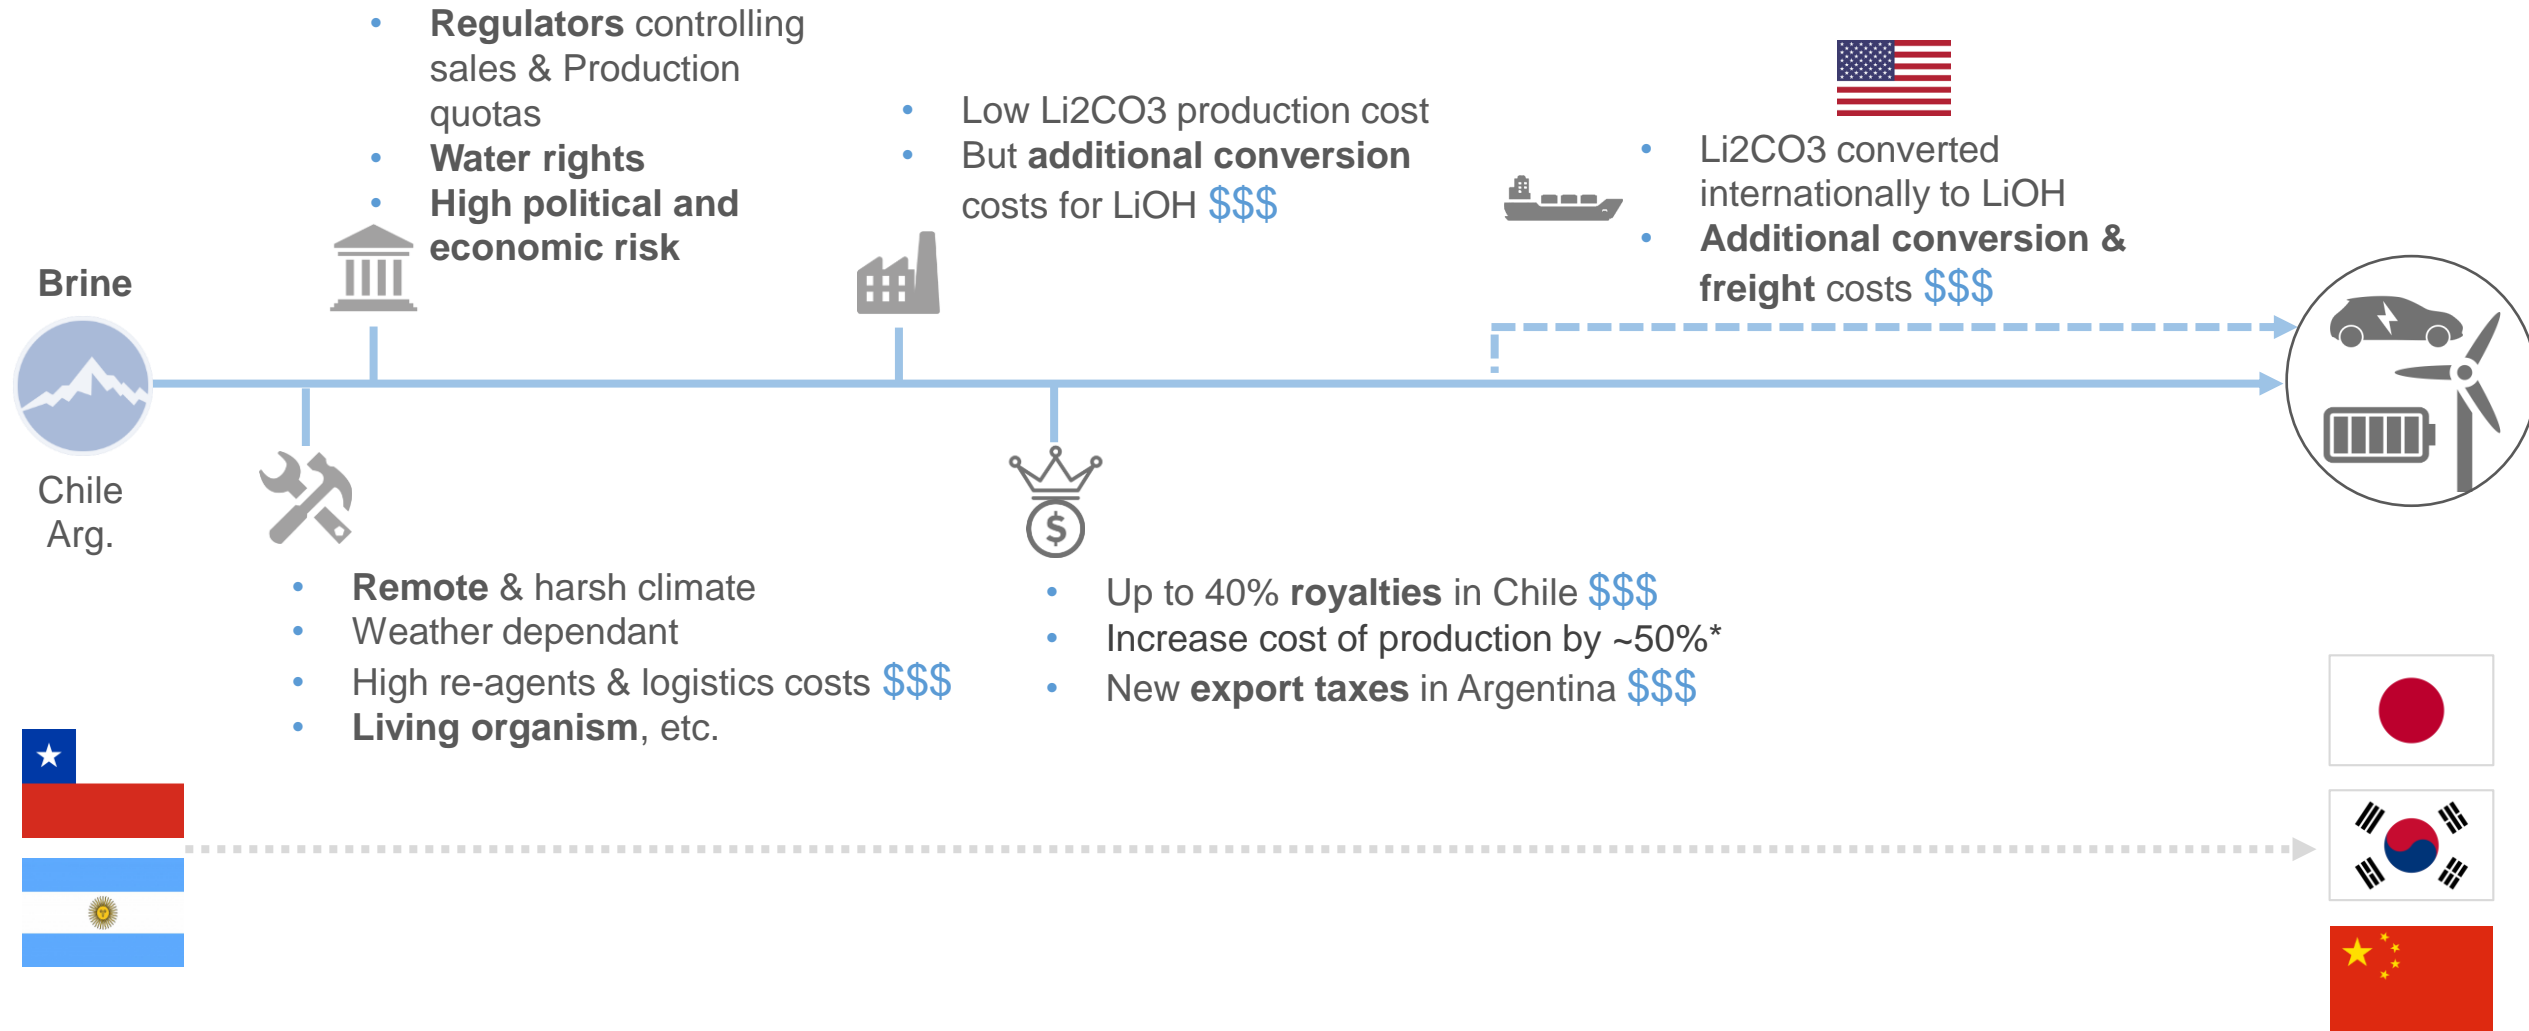 • Regulators controlling
sales & Production
quotas
• Water rights
• High political and
economic risk
• Low Li2CO3 production cost
• But additional conversion
costs for LiOH $$$
• Li2CO3 converted
internationally to LiOH
• Additional conversion &
freight costs $$$
Brine
Chile
Arg.
$
• Remote & harsh climate
• Weather dependant
• High re-agents & logistics costs $$$
• Living organism, etc.
• Up to 40% royalties in Chile $$$
• Increase cost of production by ~50%*
• New export taxes in Argentina $$$